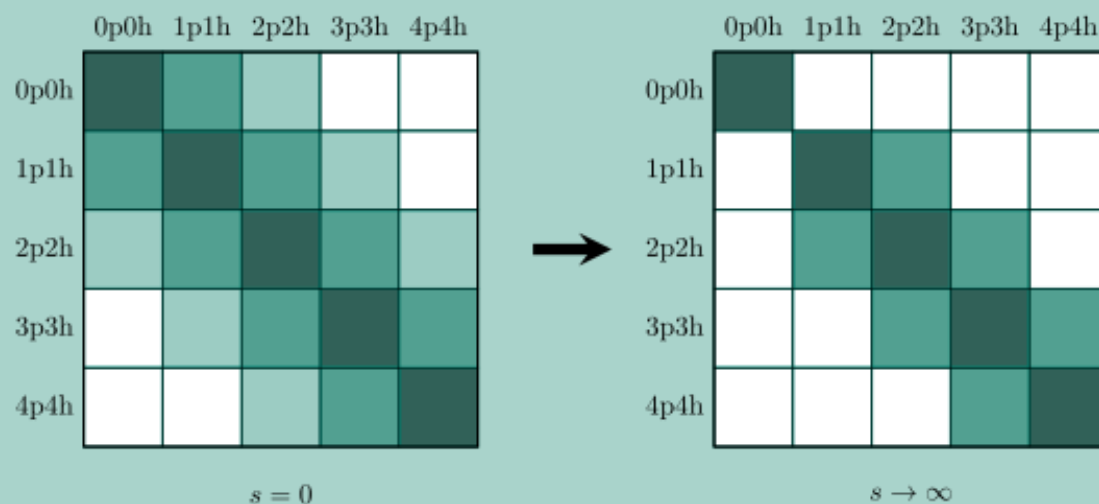 0p0h 1p1h 2p2h 3p3h 4p4h 0p0h 1p1h 2p2h 3p3h 4p4h
0p0h 0p0h
1p1h 1p1h
2p2h 2p2h
3p3h 3p3h
4p4h 4p4h
s = 0 s → ∞